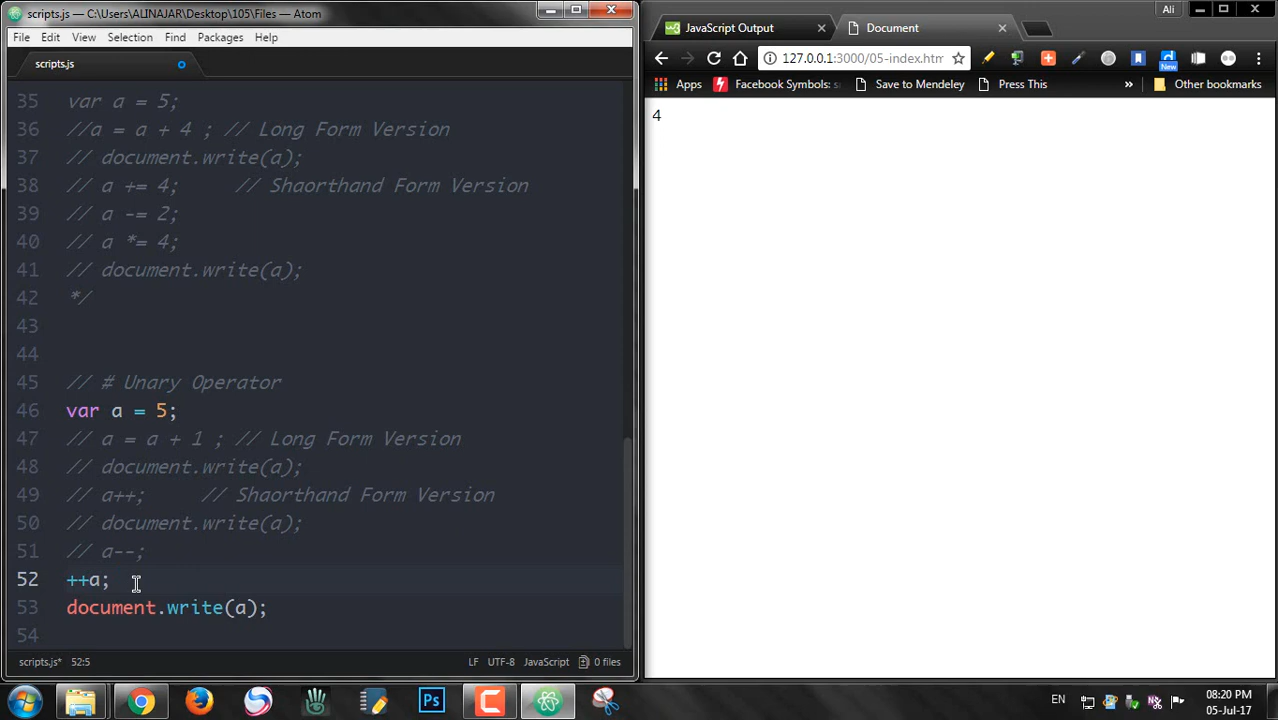 scripts.js — C:\Users\ALINAJAR\Desktop\105\Files — Atom
File Edit View Selection Find Packages Help
scripts.js
35 var a = 5;
36 //a = a + 4 ; // Long Form Version
37 // document.write(a);
38 // a += 4; // Shaorthand Form Version
39 // a -= 2;
40 // a *= 4;
41 // document.write(a);
42 */
43
44
45 // # Unary Operator
46 var a = 5;
47 // a = a + 1 ; // Long Form Version
48 // document.write(a);
49 // a++; // Shaorthand Form Version
50 // document.write(a);
51 // a--;
52 ++a;
53 document.write(a);
54
scripts.js* 52:5 LF UTF-8 JavaScript 0 files
Ali
w3 JavaScript Output Document
127.0.0.1:3000/05-index.htm
New
Apps Facebook Symbols: Save to Mendeley Press This » Other bookmarks
4
Ps
EN
08:20 PM
05-Jul-17